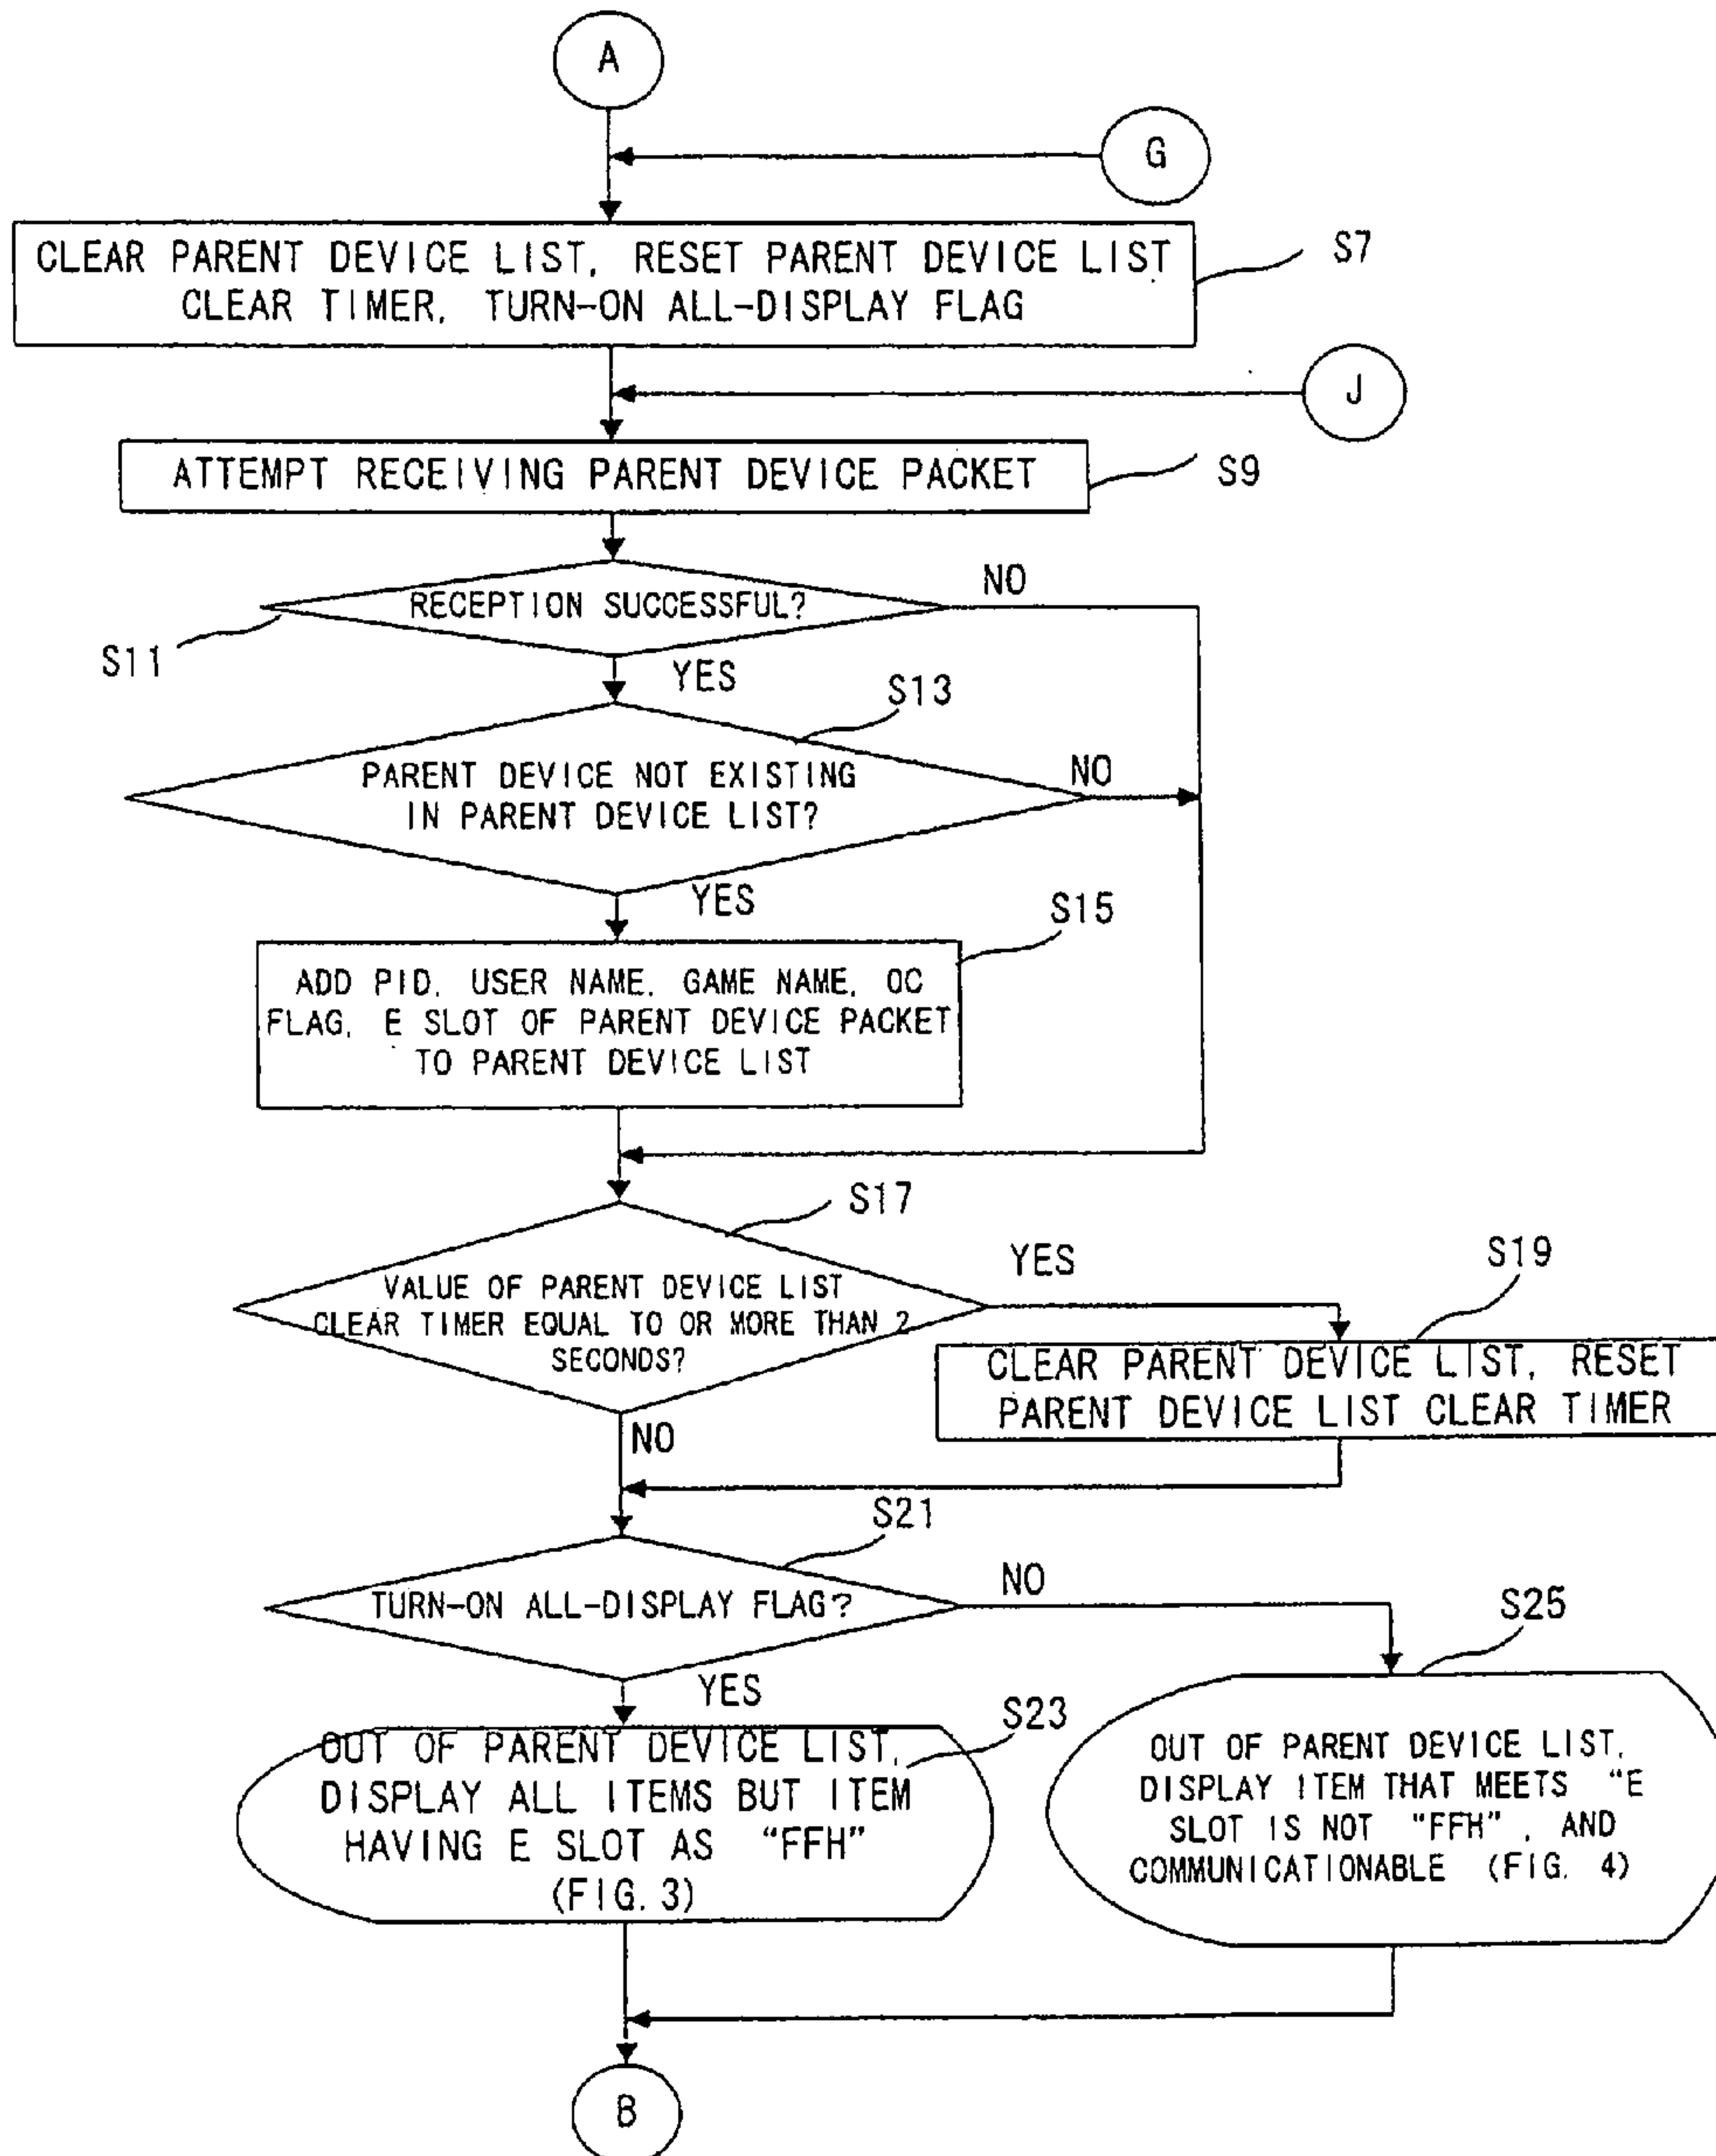 A
G
CLEAR PARENT DEVICE LIST, RESET PARENT DEVICE LIST
CLEAR TIMER, TURN-ON ALL-DISPLAY FLAG
S7
J
ATTEMPT RECEIVING PARENT DEVICE PACKET
S9
RECEPTION SUCCESSFUL?
NO
S11
YES
S13
PARENT DEVICE NOT EXISTING
IN PARENT DEVICE LIST?
NO
YES
S15
ADD PID, USER NAME, GAME NAME, OC
FLAG, E SLOT OF PARENT DEVICE PACKET
TO PARENT DEVICE LIST
S17
VALUE OF PARENT DEVICE LIST
CLEAR TIMER EQUAL TO OR MORE THAN 2
SECONDS?
YES
S19
CLEAR PARENT DEVICE LIST, RESET
PARENT DEVICE LIST CLEAR TIMER
NO
S21
TURN-ON ALL-DISPLAY FLAG?
NO
YES
S25
S23
OUT OF PARENT DEVICE LIST,
DISPLAY ALL ITEMS BUT ITEM
HAVING E SLOT AS "FFH"
(FIG. 3)
OUT OF PARENT DEVICE LIST,
DISPLAY ITEM THAT MEETS "E
SLOT IS NOT "FFH", AND
COMMUNICATIONABLE (FIG. 4)
B